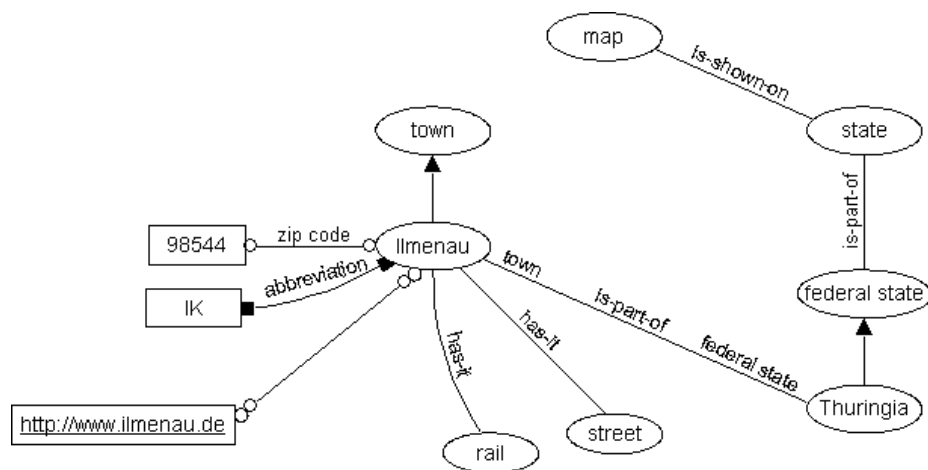 map
is-shown-on
town
state
is-part-of
98544
zip code
Ilmenau
abbreviation
IK
town
is-part-of
federal state
federal state
has-it
has-it
Thuringia
http://www.ilmenau.de
street
rail